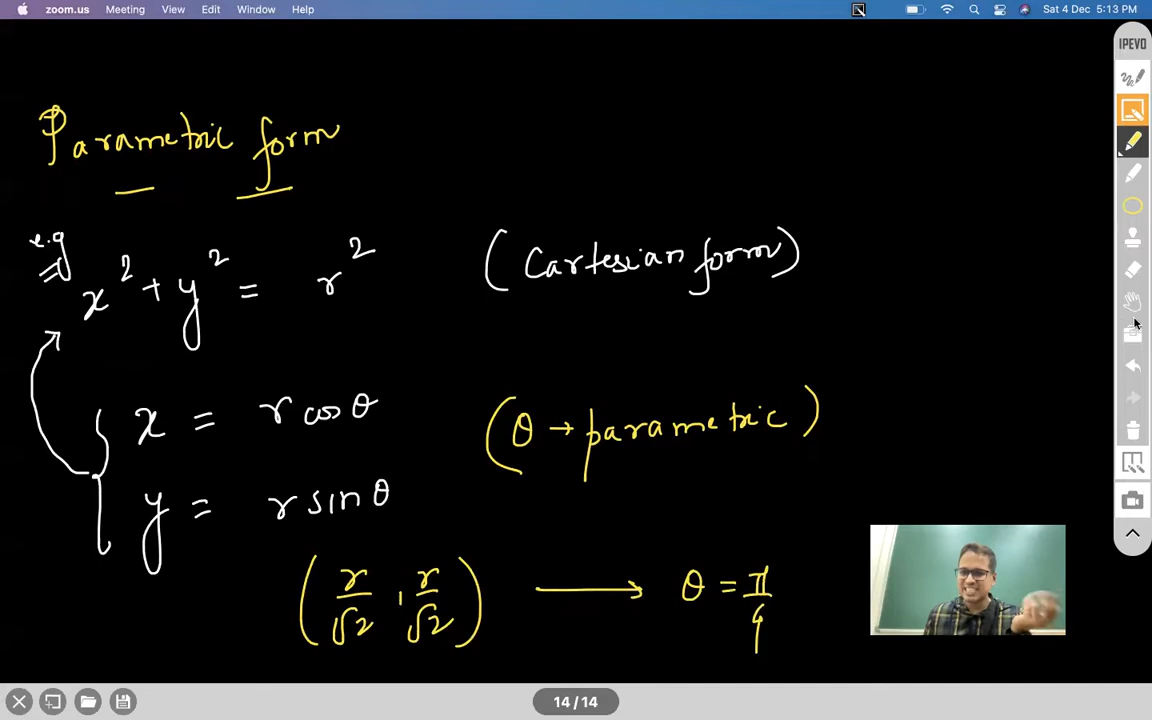 zoom.us Meeting View Edit Window Help Sat 4 Dec 5:13 PM
IPEVO
Parametric form
e.g
x² + y² = r² (Cartesian form)
x = r cos θ (θ → parametric)
y = r sin θ
(r/√2, r/√2) ⟶ θ = π/4
14 / 14